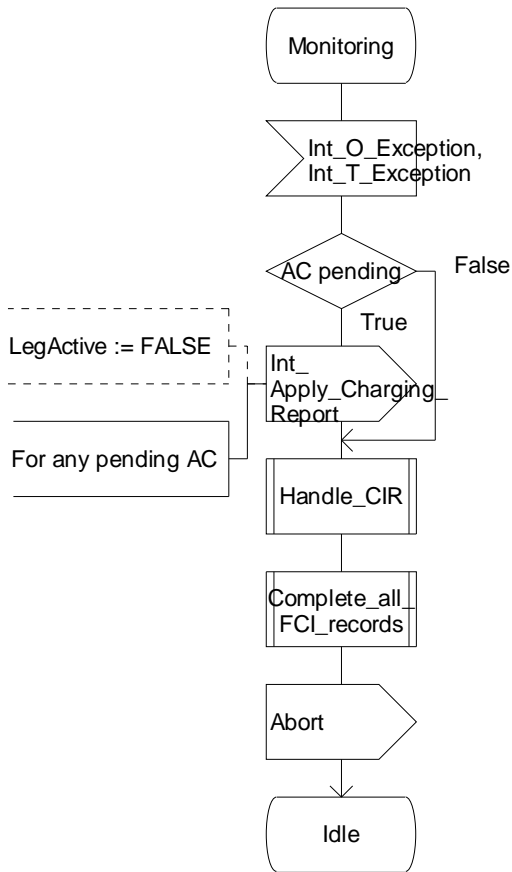 Monitoring
Int_O_Exception,
Int_T_Exception
AC pending
False
True
LegActive := FALSE
Int_
Apply_Charging_
Report
For any pending AC
Handle_CIR
Complete_all_
FCI_records
Abort
Idle